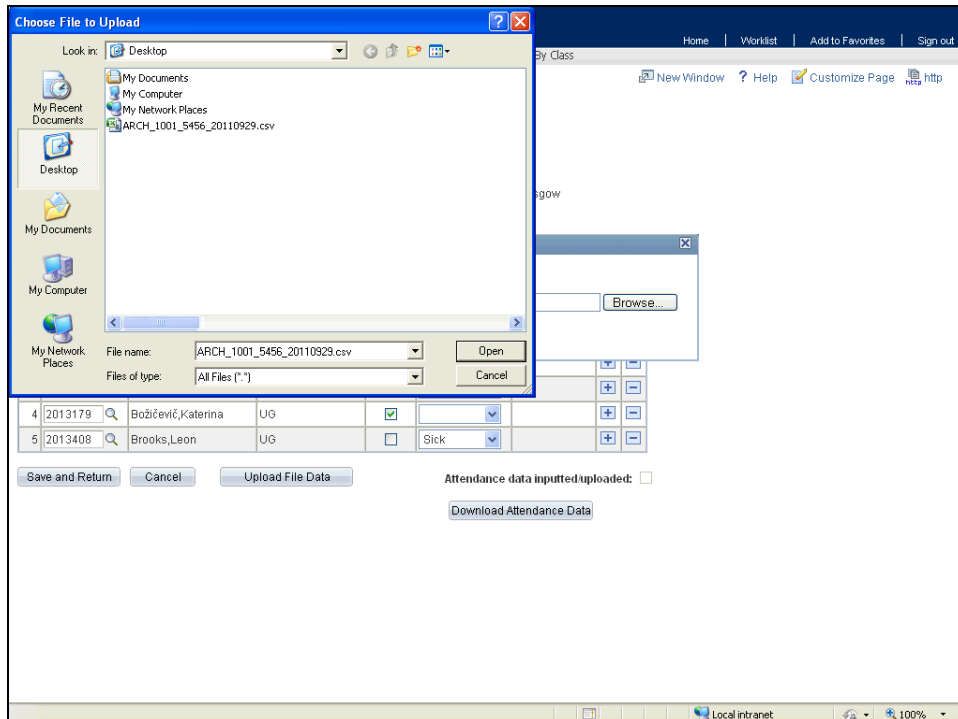 Choose File to Upload
Home | Worklist | Add to Favorites | Sign out
Look in: Desktop
By Class
New Window ? Help Customize Page http
My Recent Documents
Desktop
My Documents
My Computer
My Network Places
My Documents
My Computer
My Network Places
ARCH_1001_5456_20110929.csv
sgow
Browse...
File name: ARCH_1001_5456_20110929.csv Open
Files of type: All Files (*.*) Cancel
4 2013179 Božičevič,Katerina UG
5 2013408 Brooks,Leon UG Sick
Save and Return Cancel Upload File Data Attendance data inputted/uploaded:
Download Attendance Data
Local intranet 100%